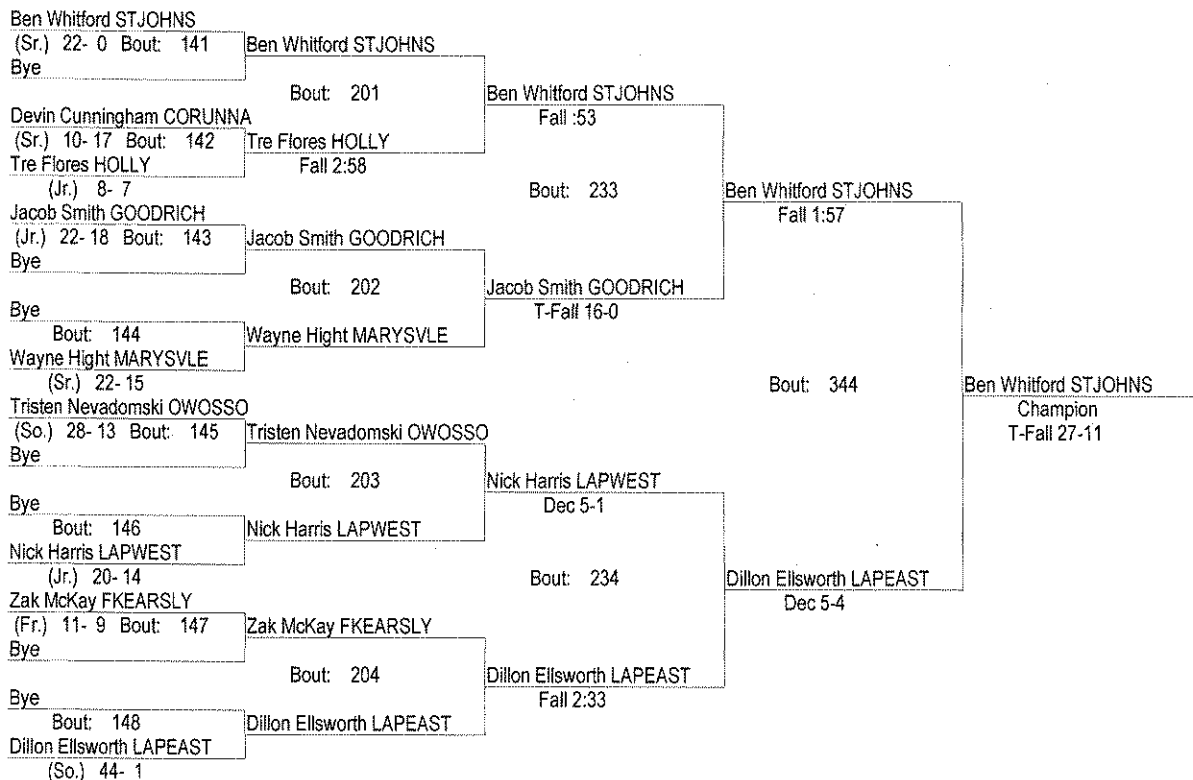 Ben Whitford STJOHNS
(Sr.) 22- 0 Bout: 141
Bye
Ben Whitford STJOHNS
Bout: 201
Devin Cunningham CORUNNA
(Sr.) 10- 17 Bout: 142
Tre Flores HOLLY
(Jr.) 8- 7
Tre Flores HOLLY
Fall 2:58
Ben Whitford STJOHNS
Fall :53
Bout: 233
Jacob Smith GOODRICH
(Jr.) 22- 18 Bout: 143
Bye
Jacob Smith GOODRICH
Bout: 202
Bye
Bout: 144
Wayne Hight MARYSVLE
(Sr.) 22- 15
Wayne Hight MARYSVLE
Jacob Smith GOODRICH
T-Fall 16-0
Ben Whitford STJOHNS
Fall 1:57
Bout: 344
Tristen Nevadomski OWOSSO
(So.) 28- 13 Bout: 145
Bye
Tristen Nevadomski OWOSSO
Bout: 203
Bye
Bout: 146
Nick Harris LAPWEST
(Jr.) 20- 14
Nick Harris LAPWEST
Nick Harris LAPWEST
Dec 5-1
Bout: 234
Zak McKay FKEARSLY
(Fr.) 11- 9 Bout: 147
Bye
Zak McKay FKEARSLY
Bout: 204
Bye
Bout: 148
Dillon Ellsworth LAPEAST
(So.) 44- 1
Dillon Ellsworth LAPEAST
Dillon Ellsworth LAPEAST
Fall 2:33
Dillon Ellsworth LAPEAST
Dec 5-4
Ben Whitford STJOHNS
Champion
T-Fall 27-11